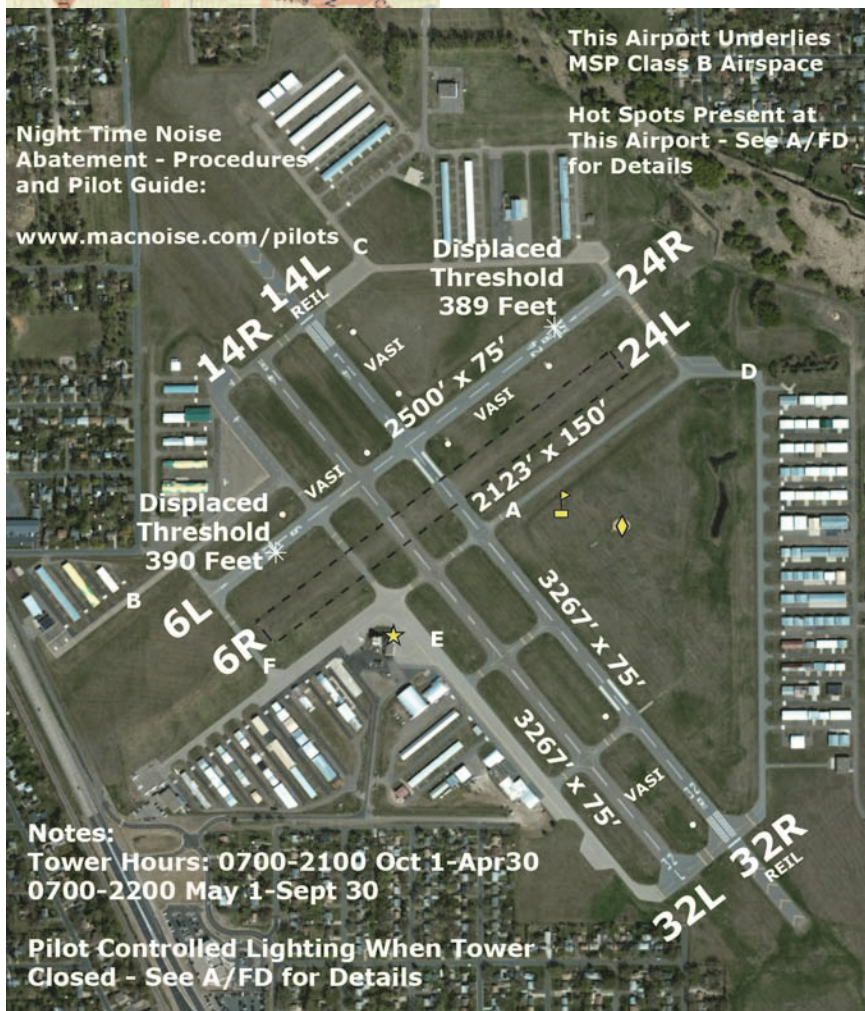 This Airport Underlies
MSP Class B Airspace
Hot Spots Present at
This Airport - See A/FD
for Details
Night Time Noise
Abatement - Procedures
and Pilot Guide:
www.macnoise.com/pilots
C
Displaced
Threshold
389 Feet
24R
14L
REIL
14R
VASI
24L
D
2500' x 75'
VASI
VASI
2123' x 150'
A
Displaced
Threshold
390 Feet
B
6L
6R
F
E
3267' x 75'
3267' x 75'
VASI
32R
REIL
32L
Notes:
Tower Hours: 0700-2100 Oct 1-Apr30
0700-2200 May 1-Sept 30
Pilot Controlled Lighting When Tower
Closed - See A/FD for Details